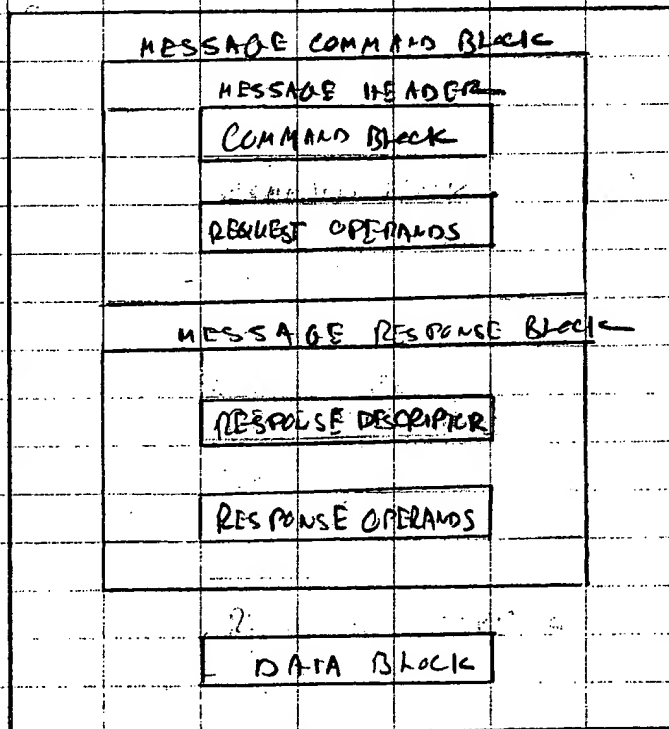 MESSAGE COMMAND BLOCK
MESSAGE HEADER
COMMAND BLOCK
REQUEST OPERANDS
MESSAGE RESPONSE BLOCK
RESPONSE DESCRIPTOR
RESPONSE OPERANDS
DATA BLOCK